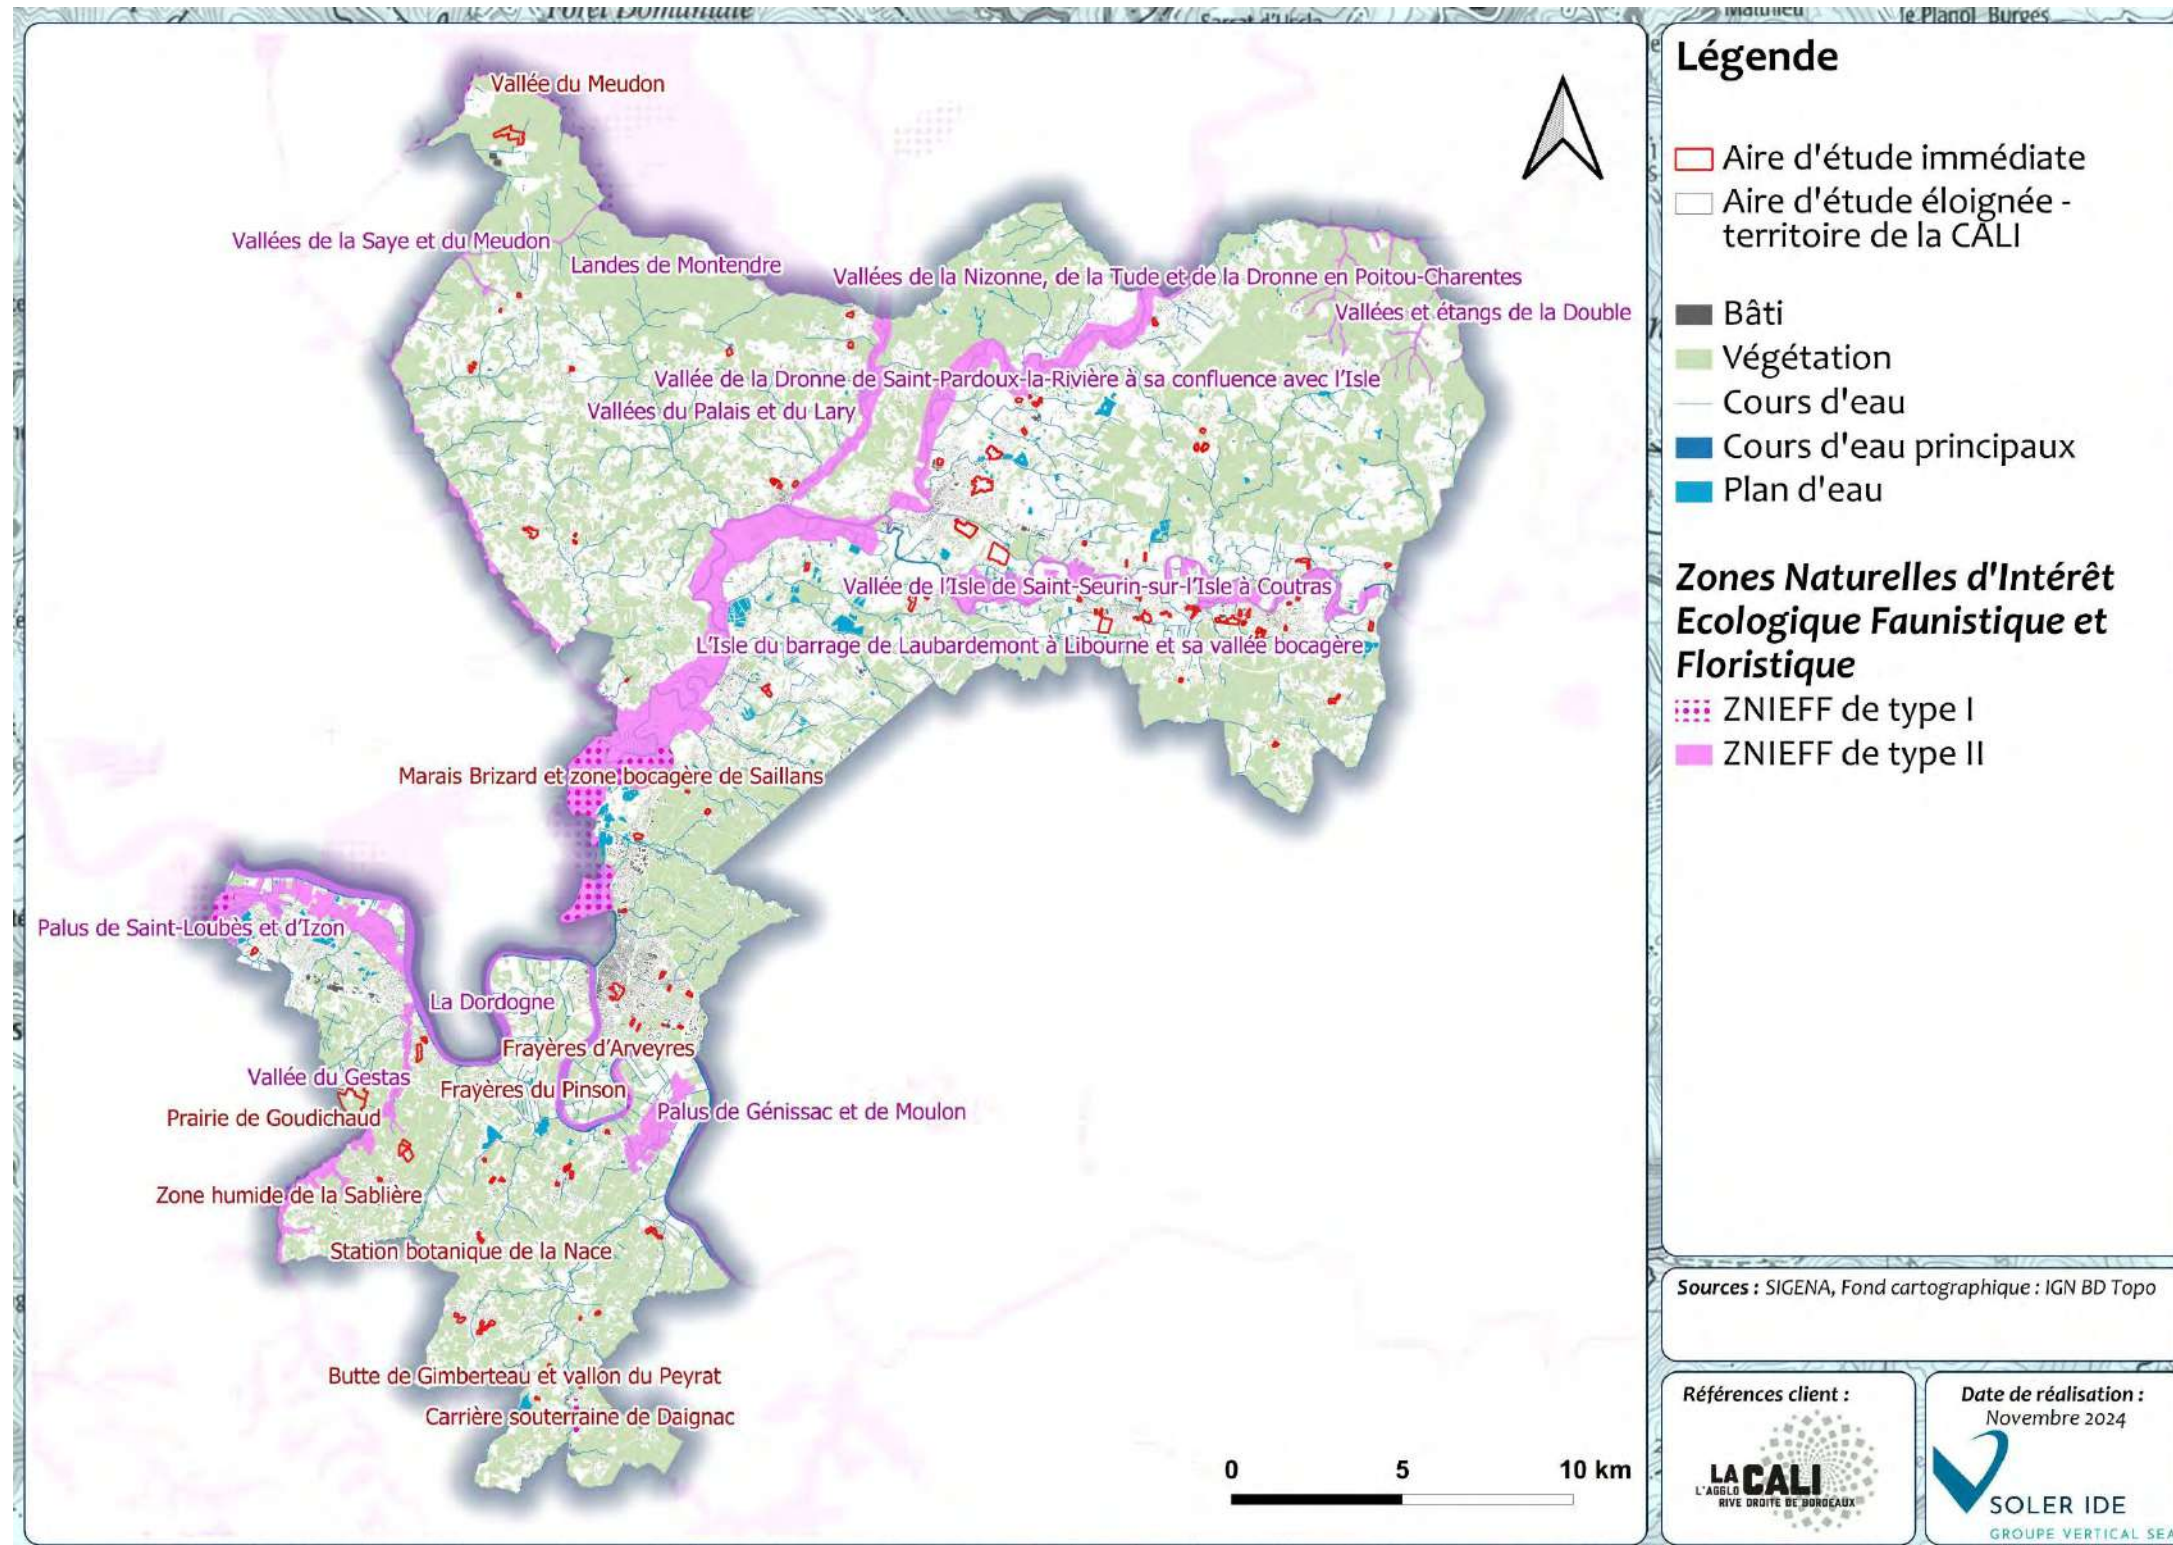 Vallée du Meudon
Vallées de la Saye et du Meudon
Landes de Montendre
Vallées de la Nizonne, de la Tude et de la Dronne en Poitou-Charentes
Vallées et étangs de la Double
Vallée de la Dronne de Saint-Pardoux-la-Rivière à sa confluence avec l'Isle
Vallées du Palais et du Lary
Vallée de l'Isle de Saint-Seurin-sur-l'Isle à Coutras
L'Isle du barrage de Laubardemont à Libourne et sa vallée bocagère
Marais Brizard et zone bocagère de Saillans
Palus de Saint-Loubès et d'Izon
La Dordogne
Frayères d'Arveyres
Vallée du Gestas
Frayères du Pinson
Prairie de Goudichaud
Palus de Génissac et de Moulon
Zone humide de la Sablière
Station botanique de la Nace
Butte de Gimberteau et vallon du Peyrat
Carrière souterraine de Daignac
0 5 10 km
Légende
Aire d'étude immédiate
Aire d'étude éloignée -
territoire de la CALI
Bâti
Végétation
Cours d'eau
Cours d'eau principaux
Plan d'eau
Zones Naturelles d'Intérêt
Ecologique Faunistique et
Floristique
ZNIEFF de type I
ZNIEFF de type II
Sources : SIGENA, Fond cartographique : IGN BD Topo
Références client :
LA CALI
L'AGGLO
RIVE DROITE DE BORDEAUX
Date de réalisation :
Novembre 2024
SOLER IDE
GROUPE VERTICAL SEA